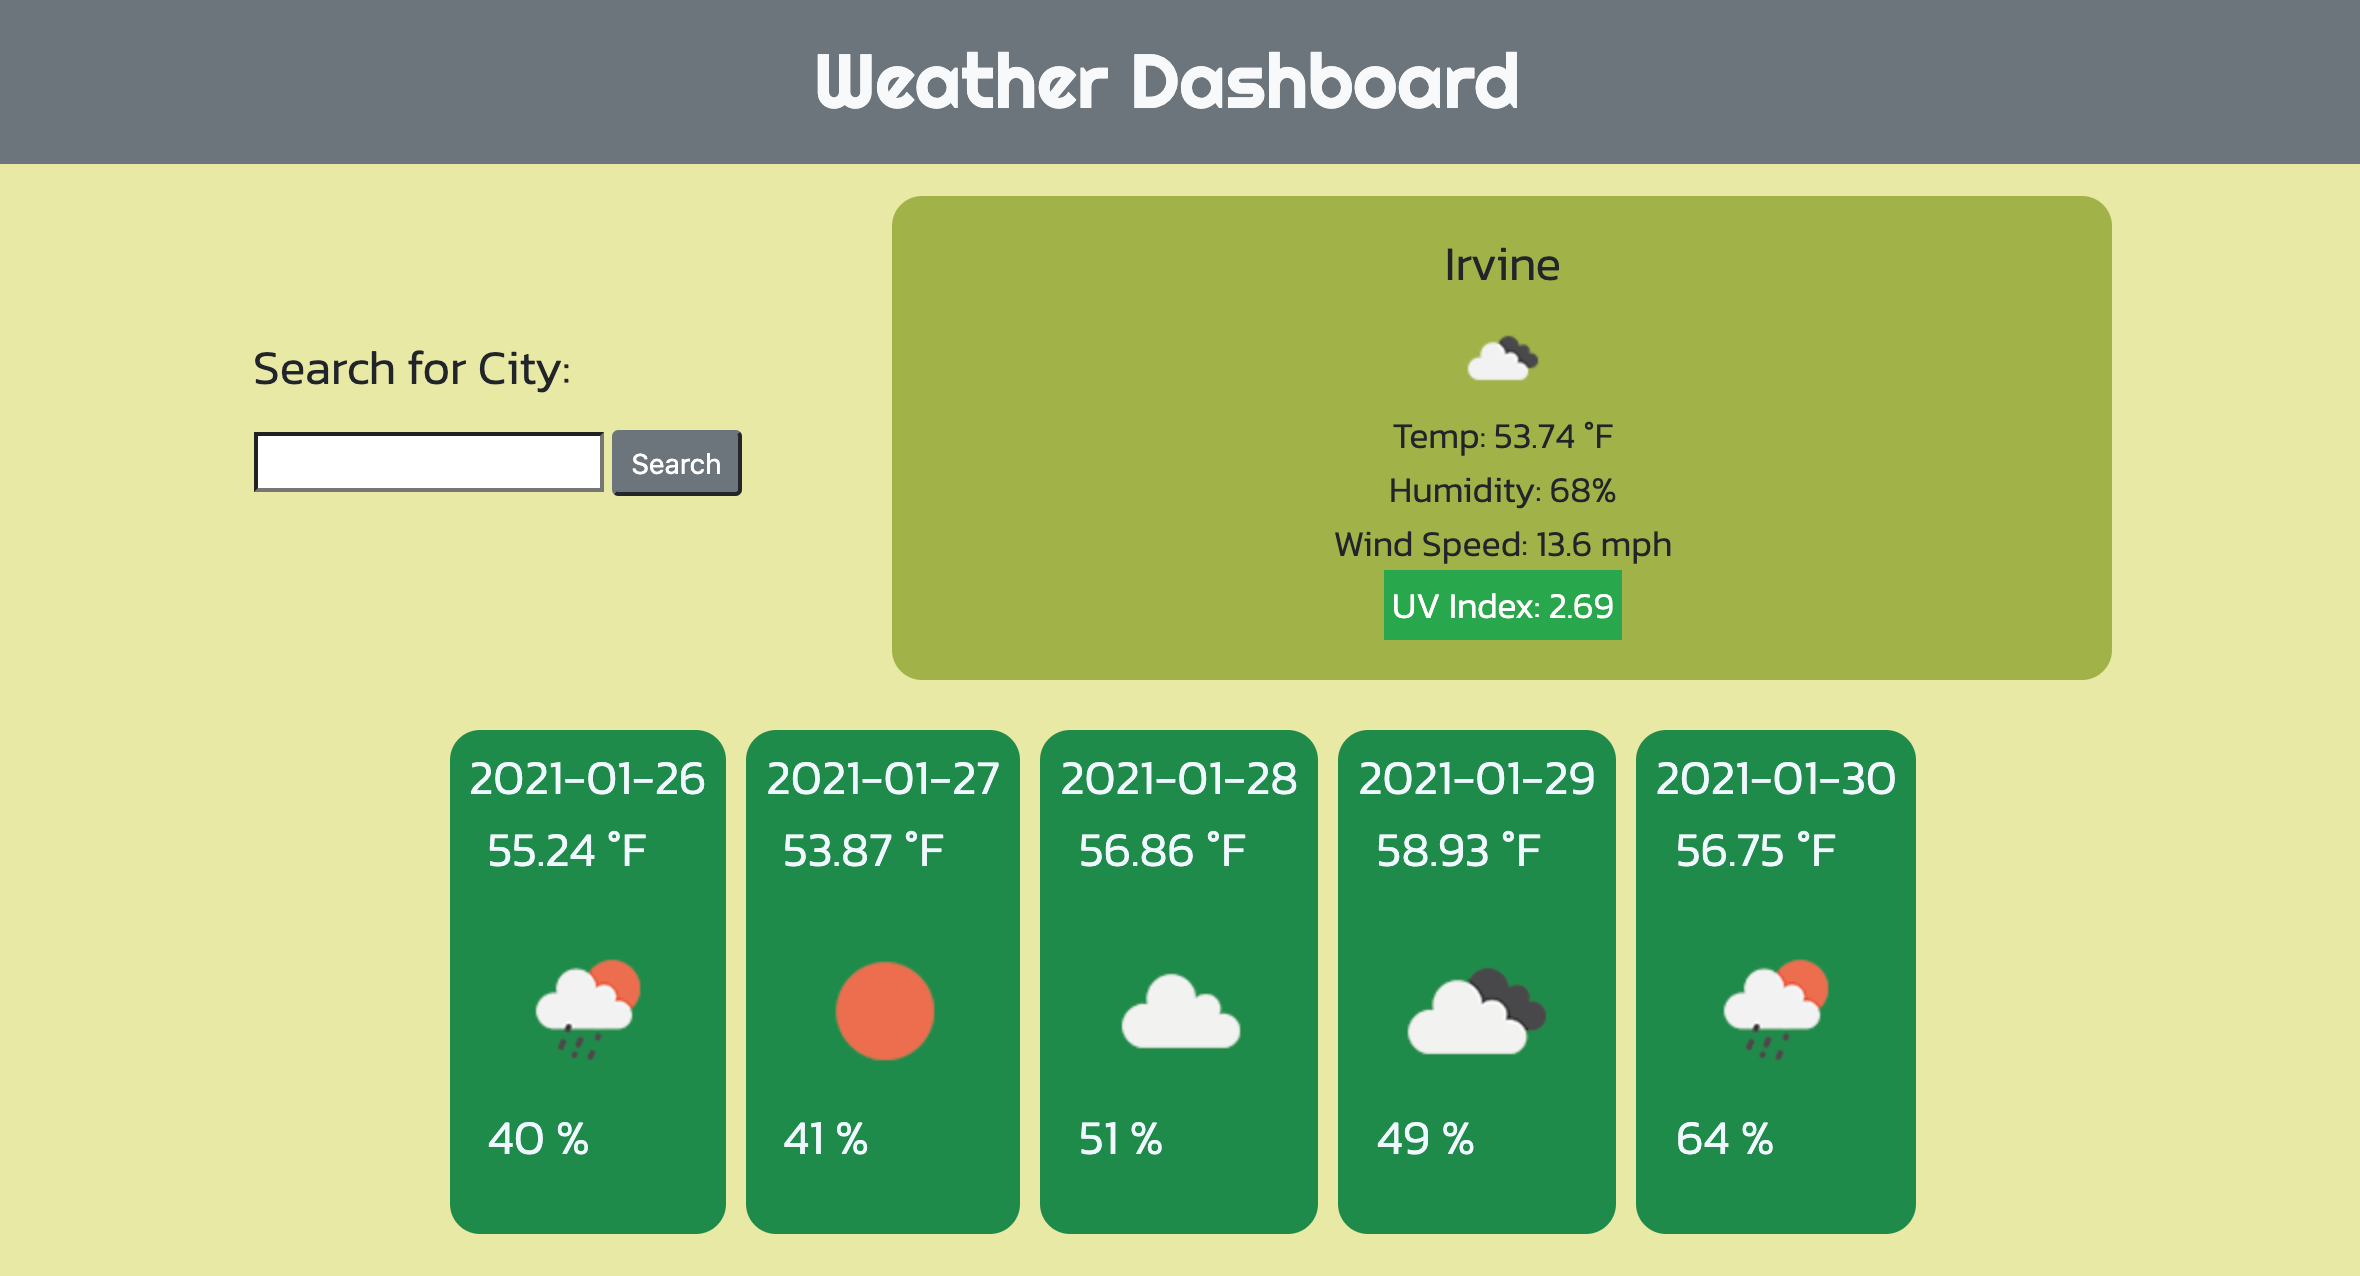 Weather Dashboard
Search for City:
Search
Irvine
Temp: 53.74 °F
Humidity: 68%
Wind Speed: 13.6 mph
UV Index: 2.69
2021-01-26
55.24 °F
40 %
2021-01-27
53.87 °F
41 %
2021-01-28
56.86 °F
51 %
2021-01-29
58.93 °F
49 %
2021-01-30
56.75 °F
64 %